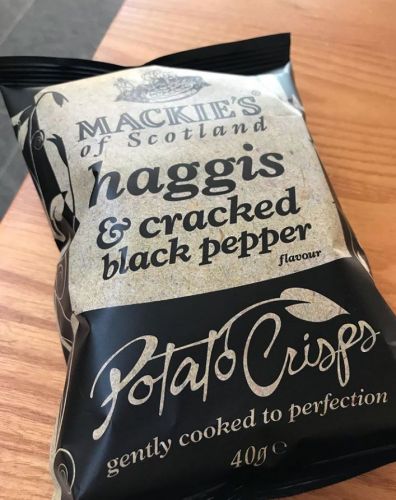 MACKIE'S
of Scotland
haggis
& cracked
black pepper
flavour
Potato Crisps
gently cooked to perfection
40g ℮